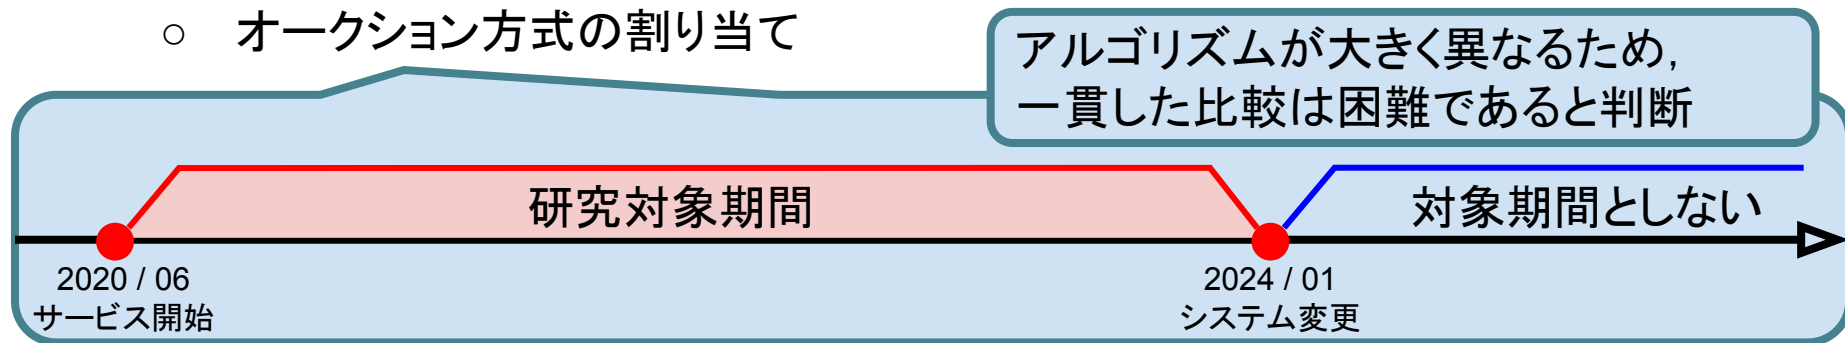 ○ オークション方式の割り当て
アルゴリズムが大きく異なるため,
一貫した比較は困難であると判断
研究対象期間
対象期間としない
2020 / 06
サービス開始
2024 / 01
システム変更